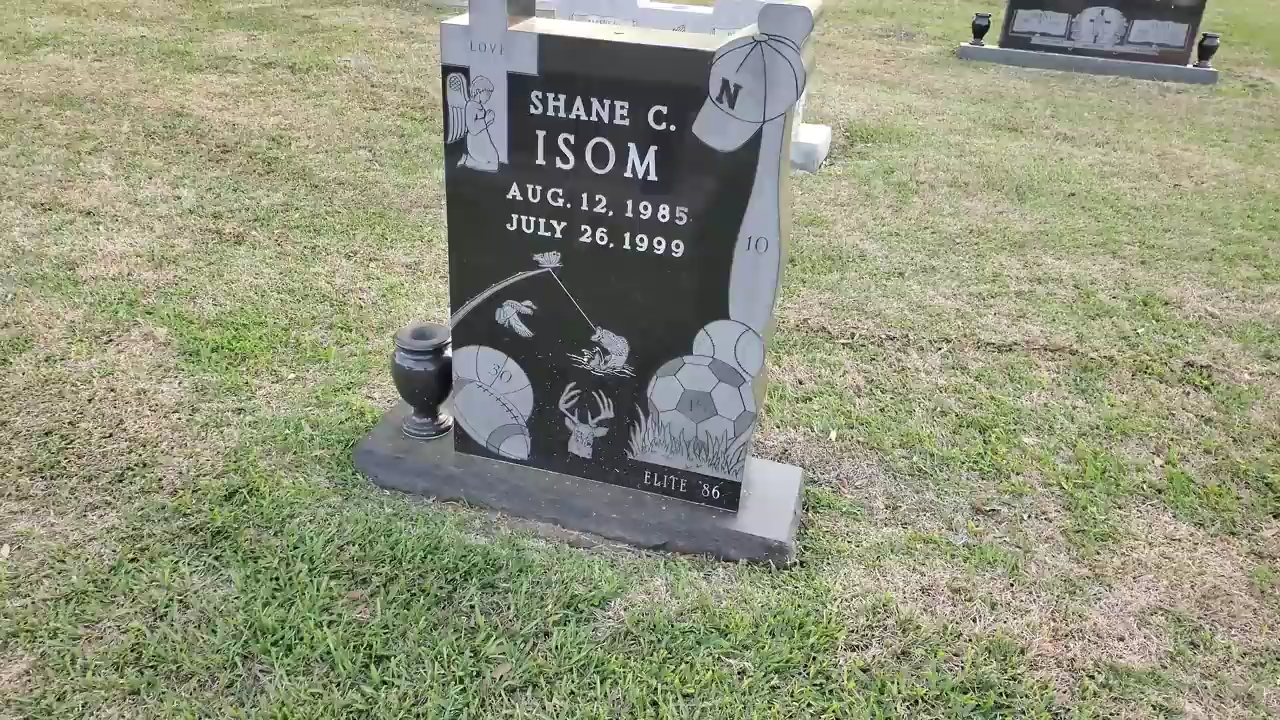 LOVE
N
SHANE C.
ISOM
AUG. 12, 1985
JULY 26, 1999
10
30
ELITE '86